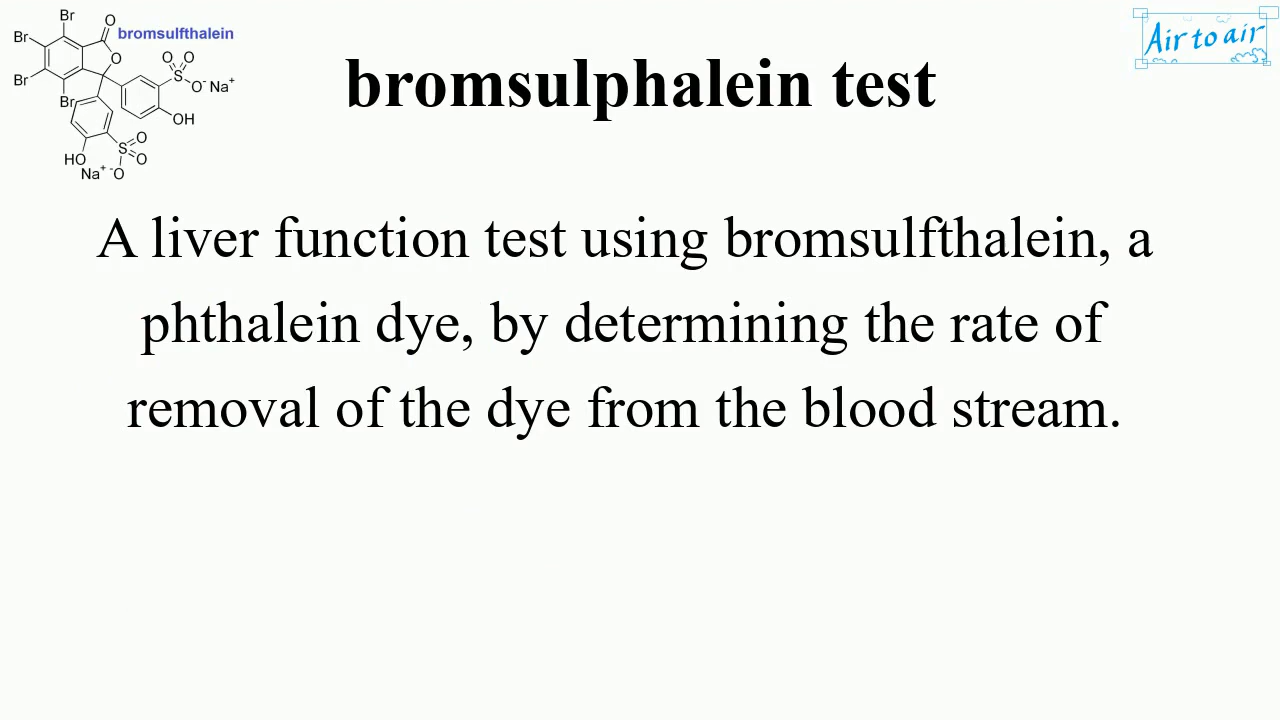 Br
O
bromsulfthalein
Br
O
O O
S
Br
O⁻ Na⁺
Br
OH
O
S
HO
O
Na⁺ ⁻O
Air to air
bromsulphalein test
A liver function test using bromsulfthalein, a
phthalein dye, by determining the rate of
removal of the dye from the blood stream.